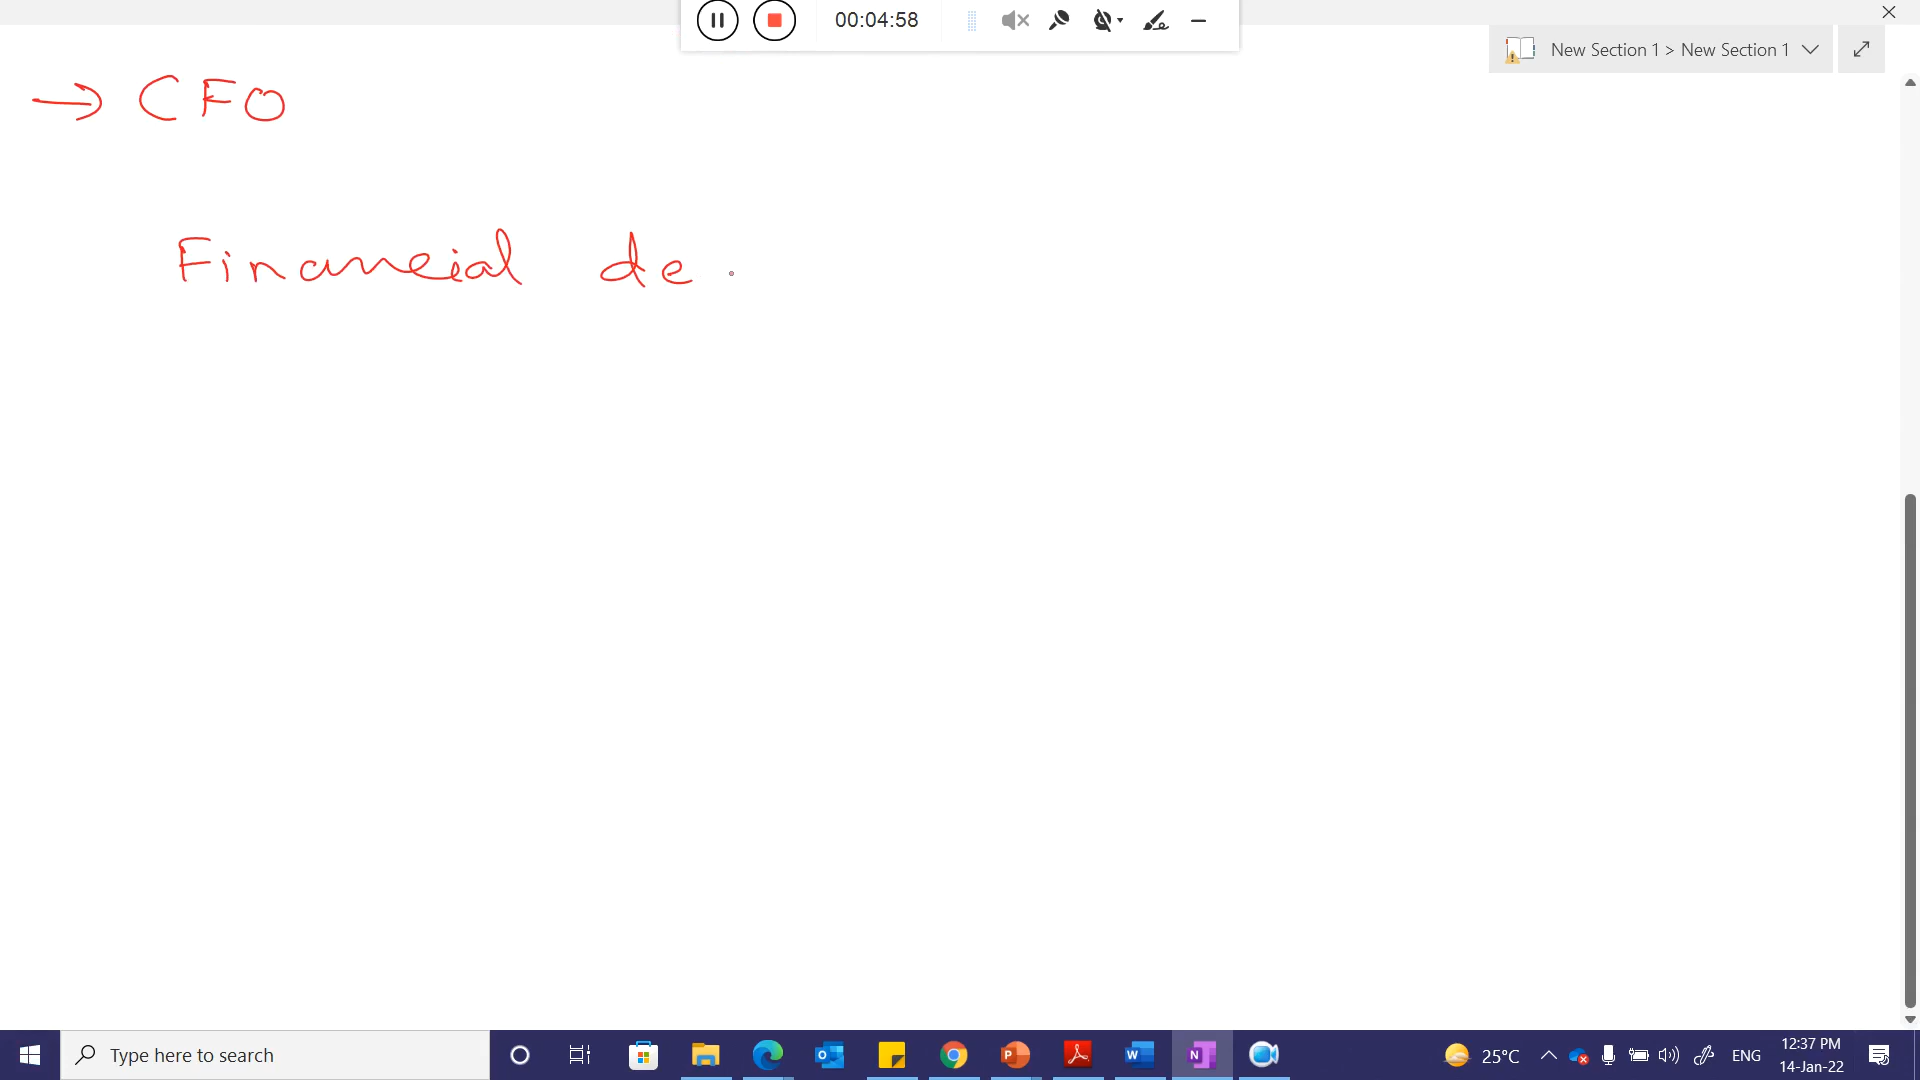 00:04:58
New Section 1 > New Section 1
→ CFO
Financial de
Type here to search
25°C
ENG
12:37 PM
14-Jan-22